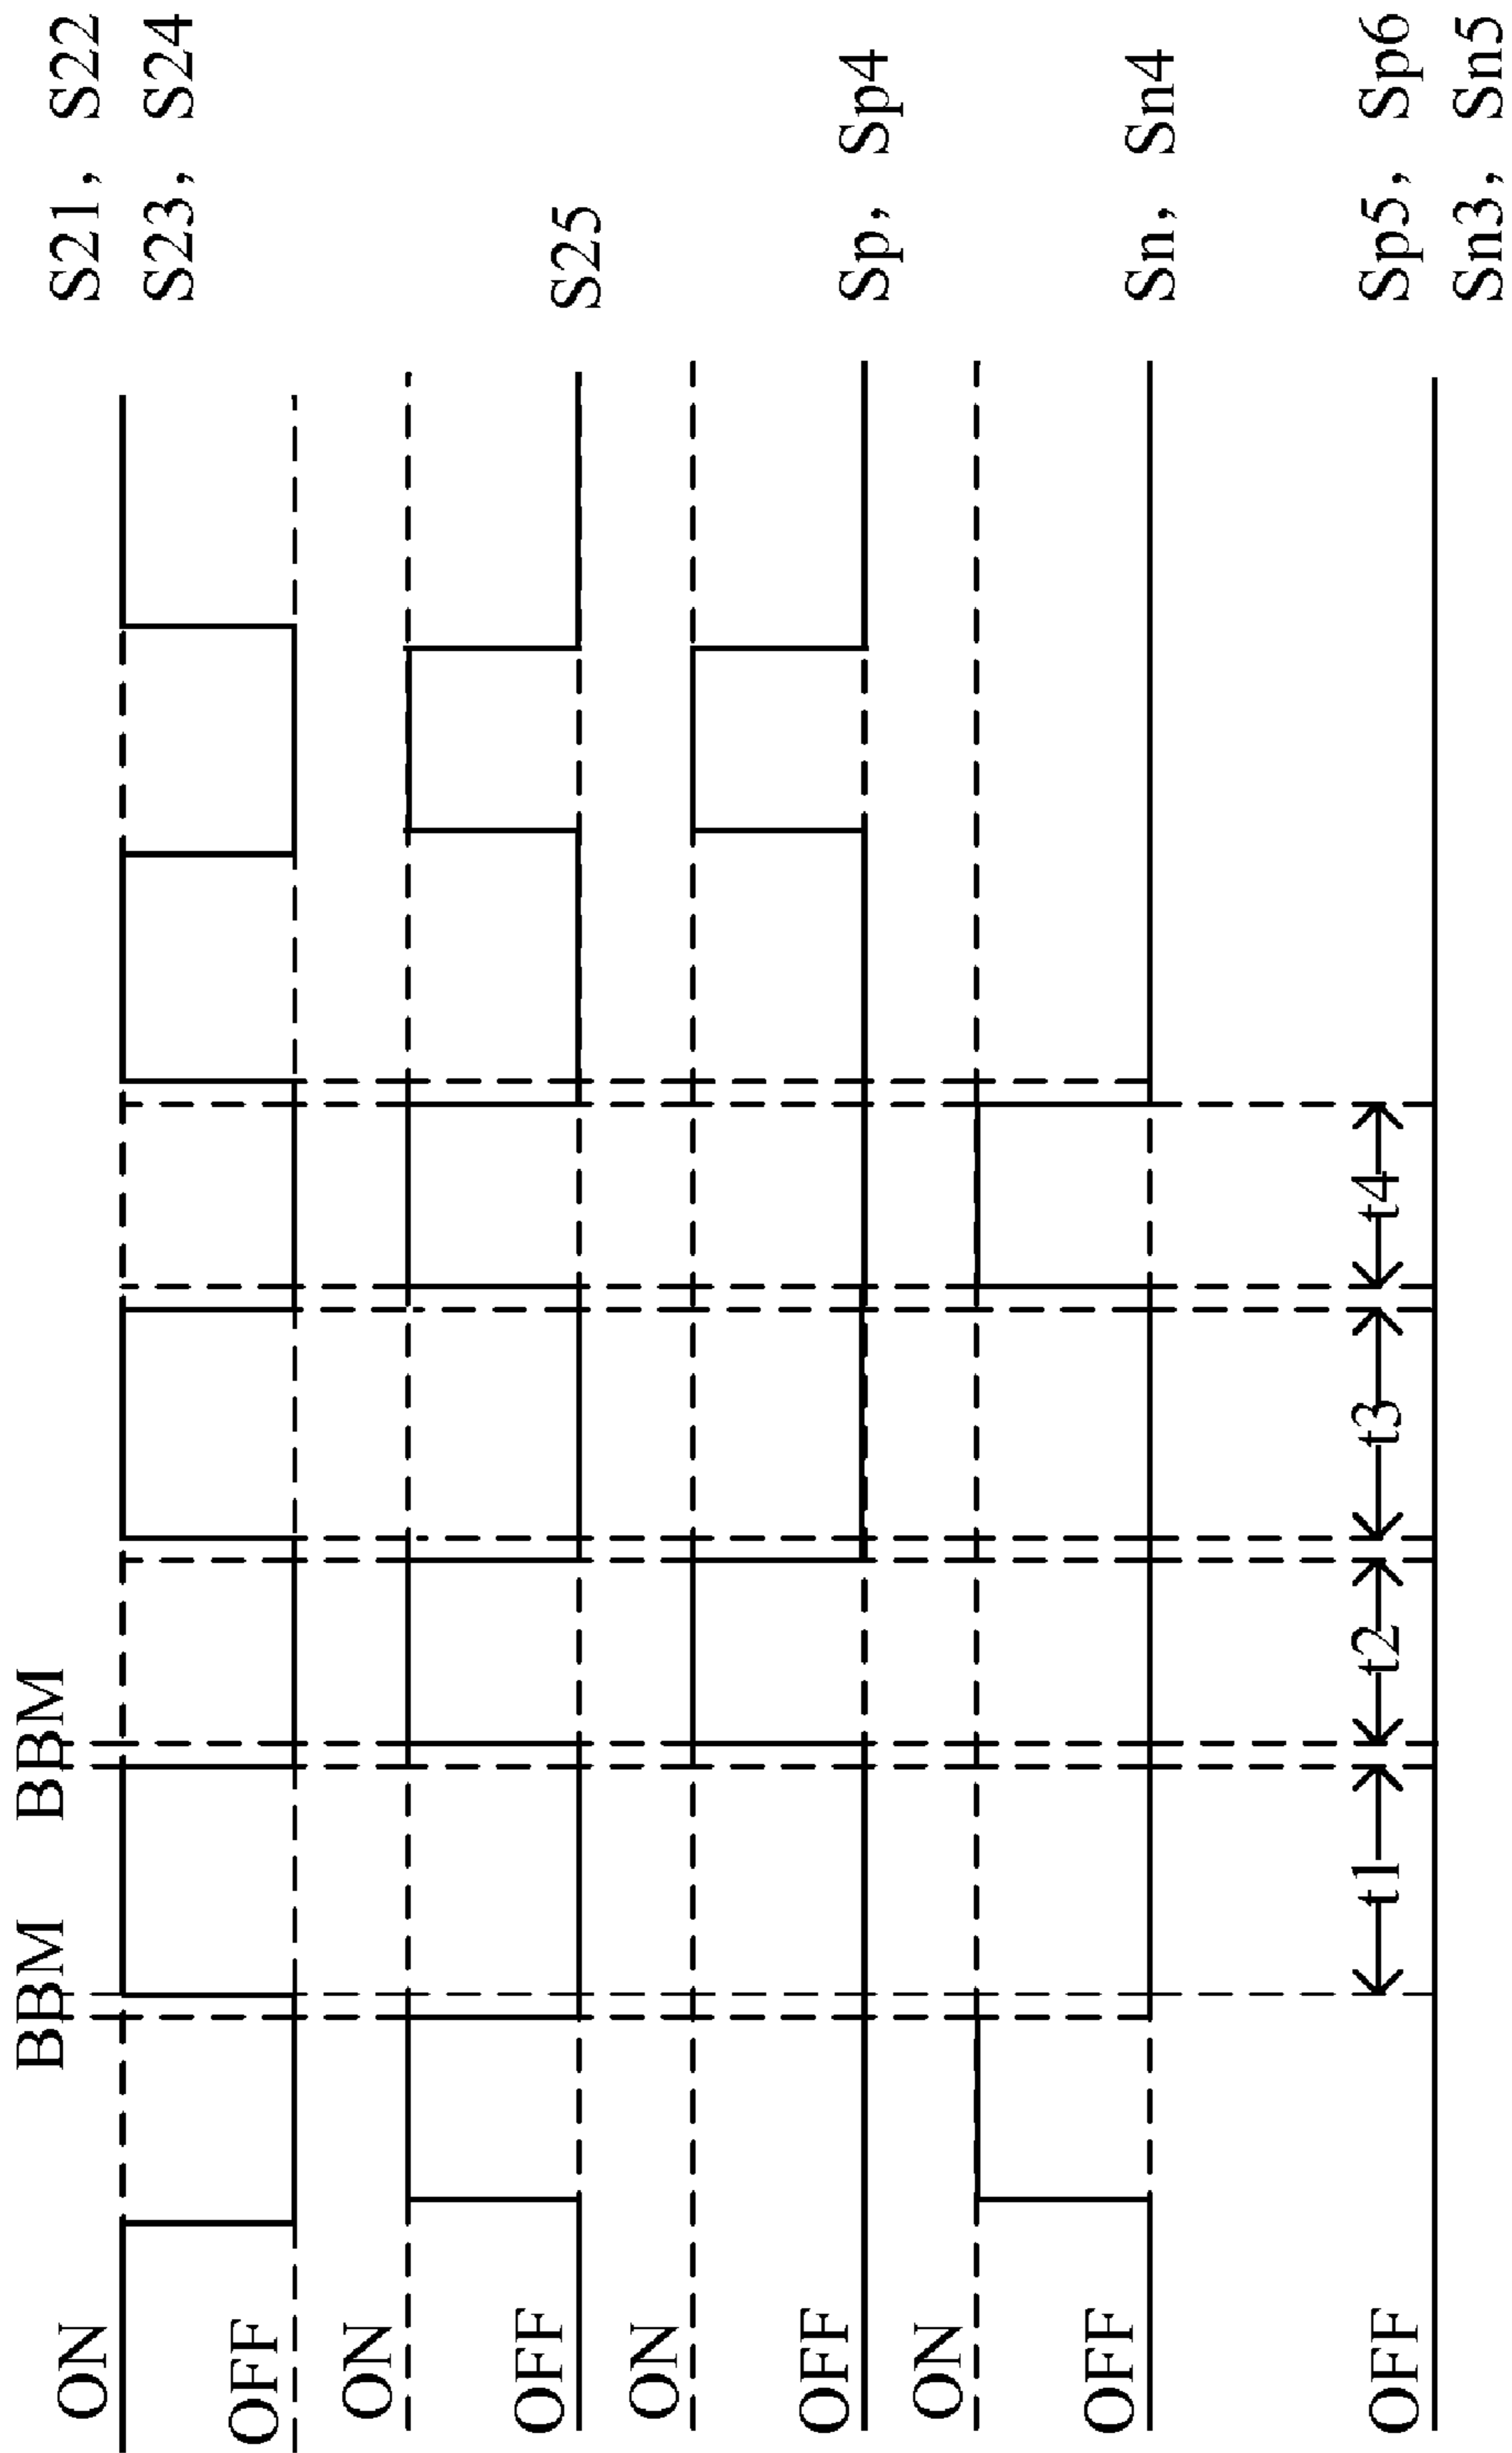 BBM BBM
ON
S21, S22
S23, S24
OFF
ON
S25
OFF
ON
Sp, Sp4
OFF
ON
Sn, Sn4
OFF
t1 t2 t3 t4
Sp5, Sp6
OFF
Sn3, Sn5